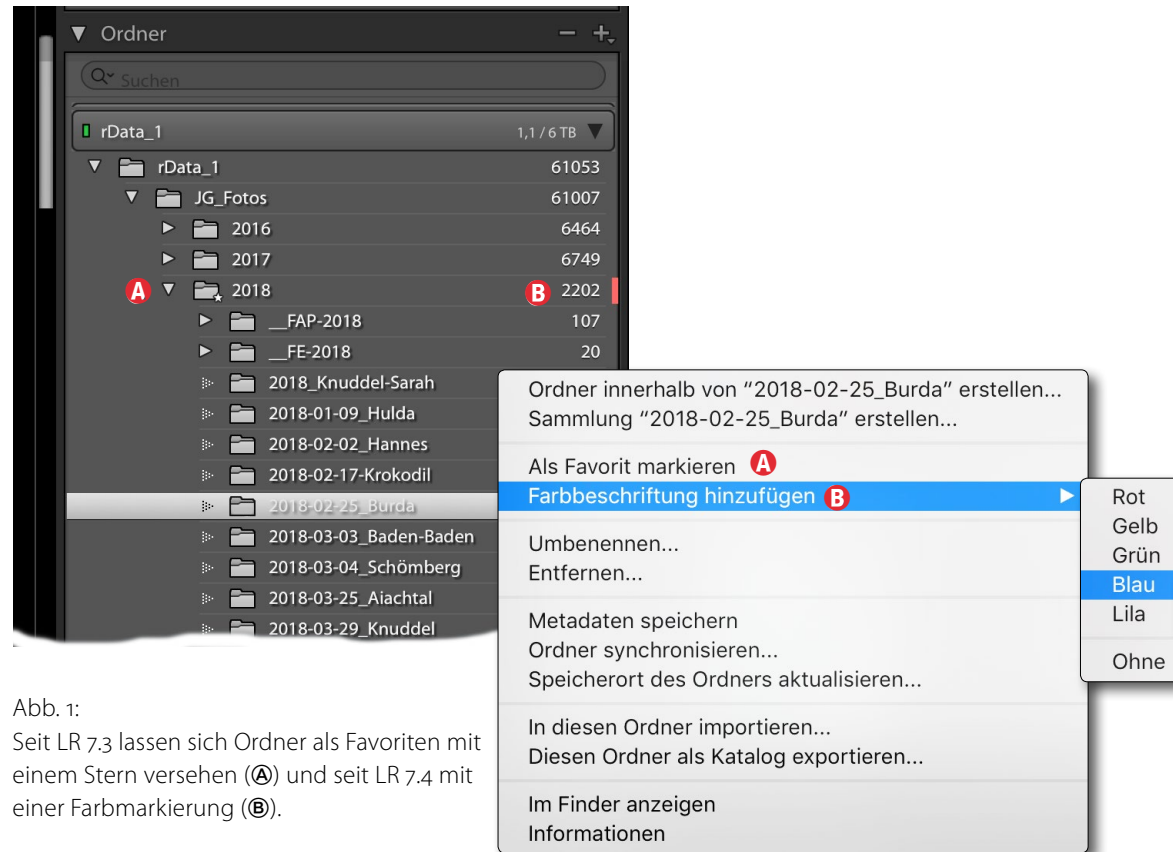 Ordner
Suchen
rData_1 1,1 / 6 TB
rData_1 61053
JG_Fotos 61007
2016 6464
2017 6749
A 2018 B 2202
__FAP-2018 107
__FE-2018 20
2018_Knuddel-Sarah
2018-01-09_Hulda
2018-02-02_Hannes
2018-02-17-Krokodil
2018-02-25_Burda
2018-03-03_Baden-Baden
2018-03-04_Schömberg
2018-03-25_Aiachtal
2018-03-29_Knuddel
Ordner innerhalb von “2018-02-25_Burda” erstellen...
Sammlung “2018-02-25_Burda” erstellen...
Als Favorit markieren A
Farbbeschriftung hinzufügen B
Umbenennen...
Entfernen...
Metadaten speichern
Ordner synchronisieren...
Speicherort des Ordners aktualisieren...
In diesen Ordner importieren...
Diesen Ordner als Katalog exportieren...
Im Finder anzeigen
Informationen
Rot
Gelb
Grün
Blau
Lila
Ohne
Abb. 1:
Seit LR 7.3 lassen sich Ordner als Favoriten mit
einem Stern versehen (Ⓐ) und seit LR 7.4 mit
einer Farbmarkierung (Ⓑ).